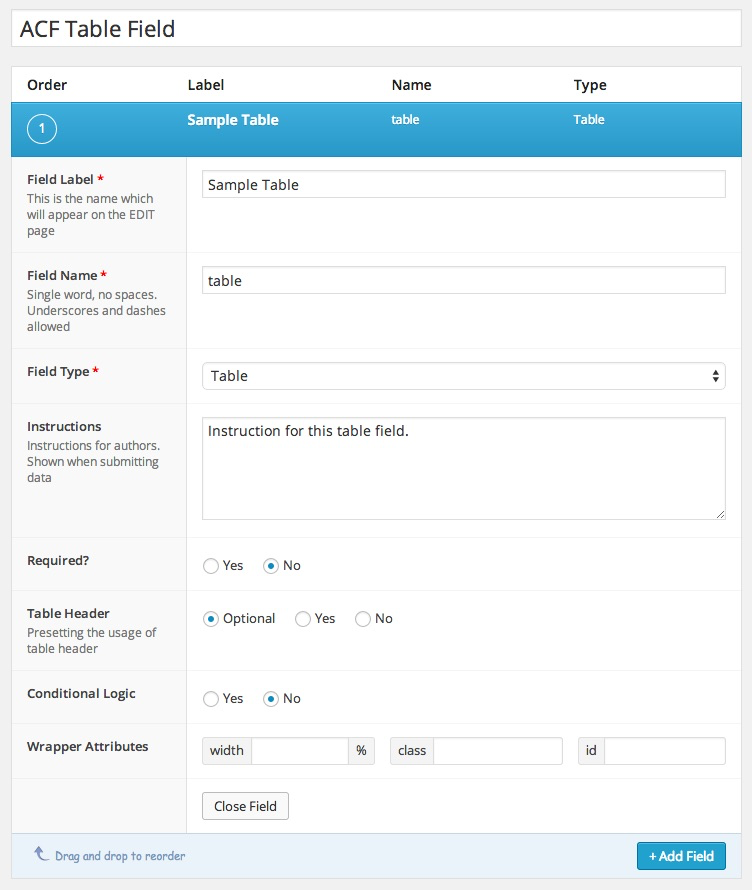 ACF Table Field
Order Label Name Type
1 Sample Table table Table
Field Label *
This is the name which
will appear on the EDIT
page
Sample Table
Field Name *
Single word, no spaces.
Underscores and dashes
allowed
table
Field Type *
Table
Instructions
Instructions for authors.
Shown when submitting
data
Instruction for this table field.
Required?
Yes No
Table Header
Presetting the usage of
table header
Optional Yes No
Conditional Logic
Yes No
Wrapper Attributes
width % class id
Close Field
Drag and drop to reorder
+ Add Field